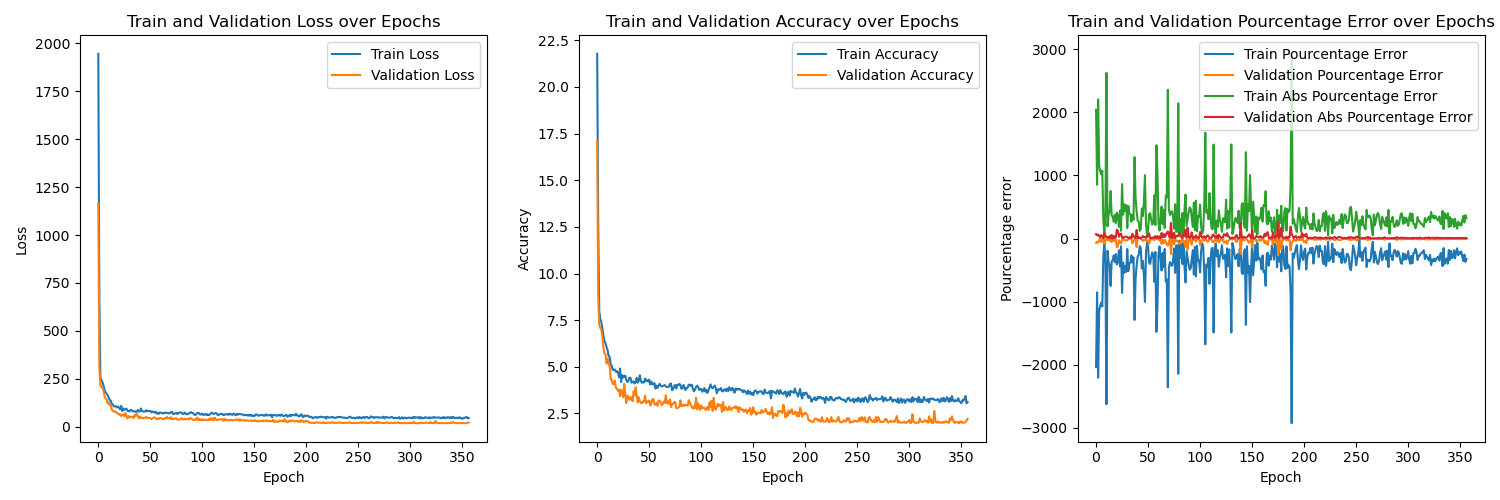 Train and Validation Loss over Epochs
Train Loss
Validation Loss
2000
1750
1500
1250
1000
750
500
250
0
Loss
0 50 100 150 200 250 300 350
Epoch
Train and Validation Accuracy over Epochs
Train Accuracy
Validation Accuracy
22.5
20.0
17.5
15.0
12.5
10.0
7.5
5.0
2.5
Accuracy
0 50 100 150 200 250 300 350
Epoch
Train and Validation Pourcentage Error over Epochs
Train Pourcentage Error
Validation Pourcentage Error
Train Abs Pourcentage Error
Validation Abs Pourcentage Error
3000
2000
1000
0
−1000
−2000
−3000
Pourcentage error
0 50 100 150 200 250 300 350
Epoch